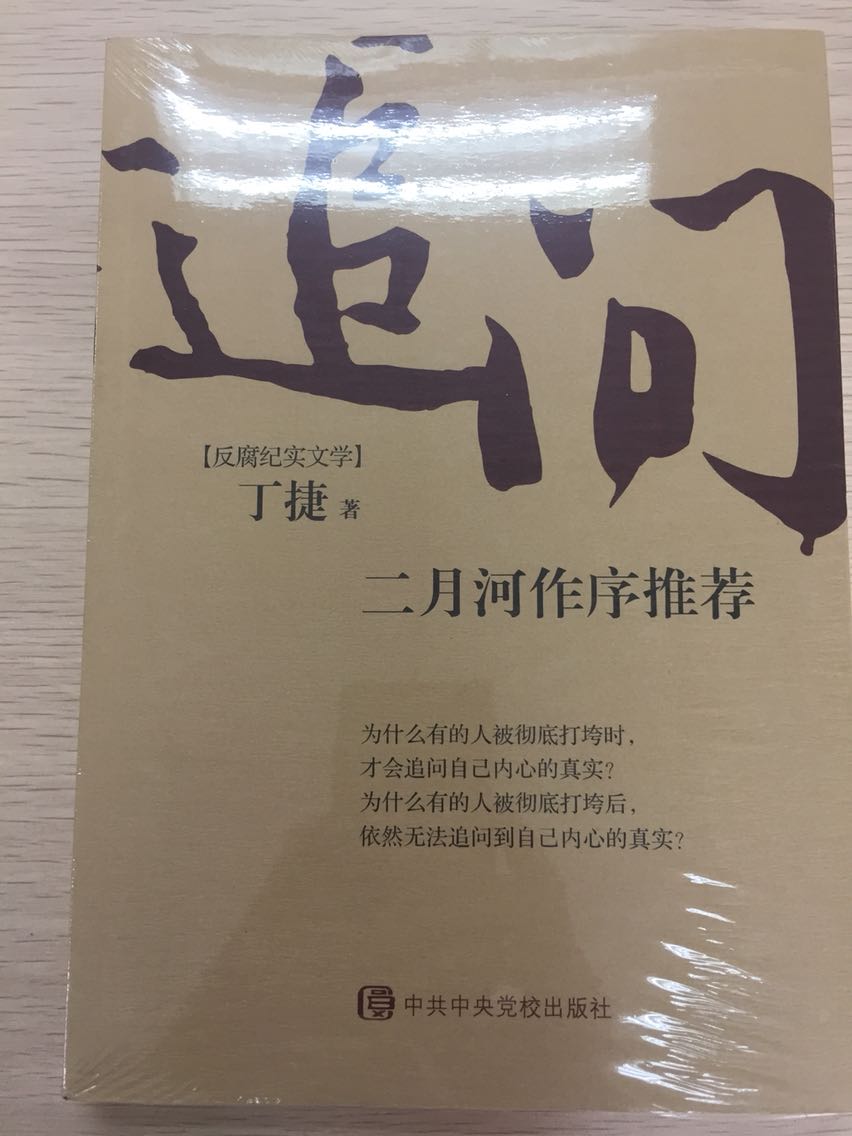 追问
【反腐纪实文学】
丁捷 著
二月河作序推荐
为什么有的人被彻底打垮时，
才会追问自己内心的真实？
为什么有的人被彻底打垮后，
依然无法追问到自己内心的真实？
中共中央党校出版社